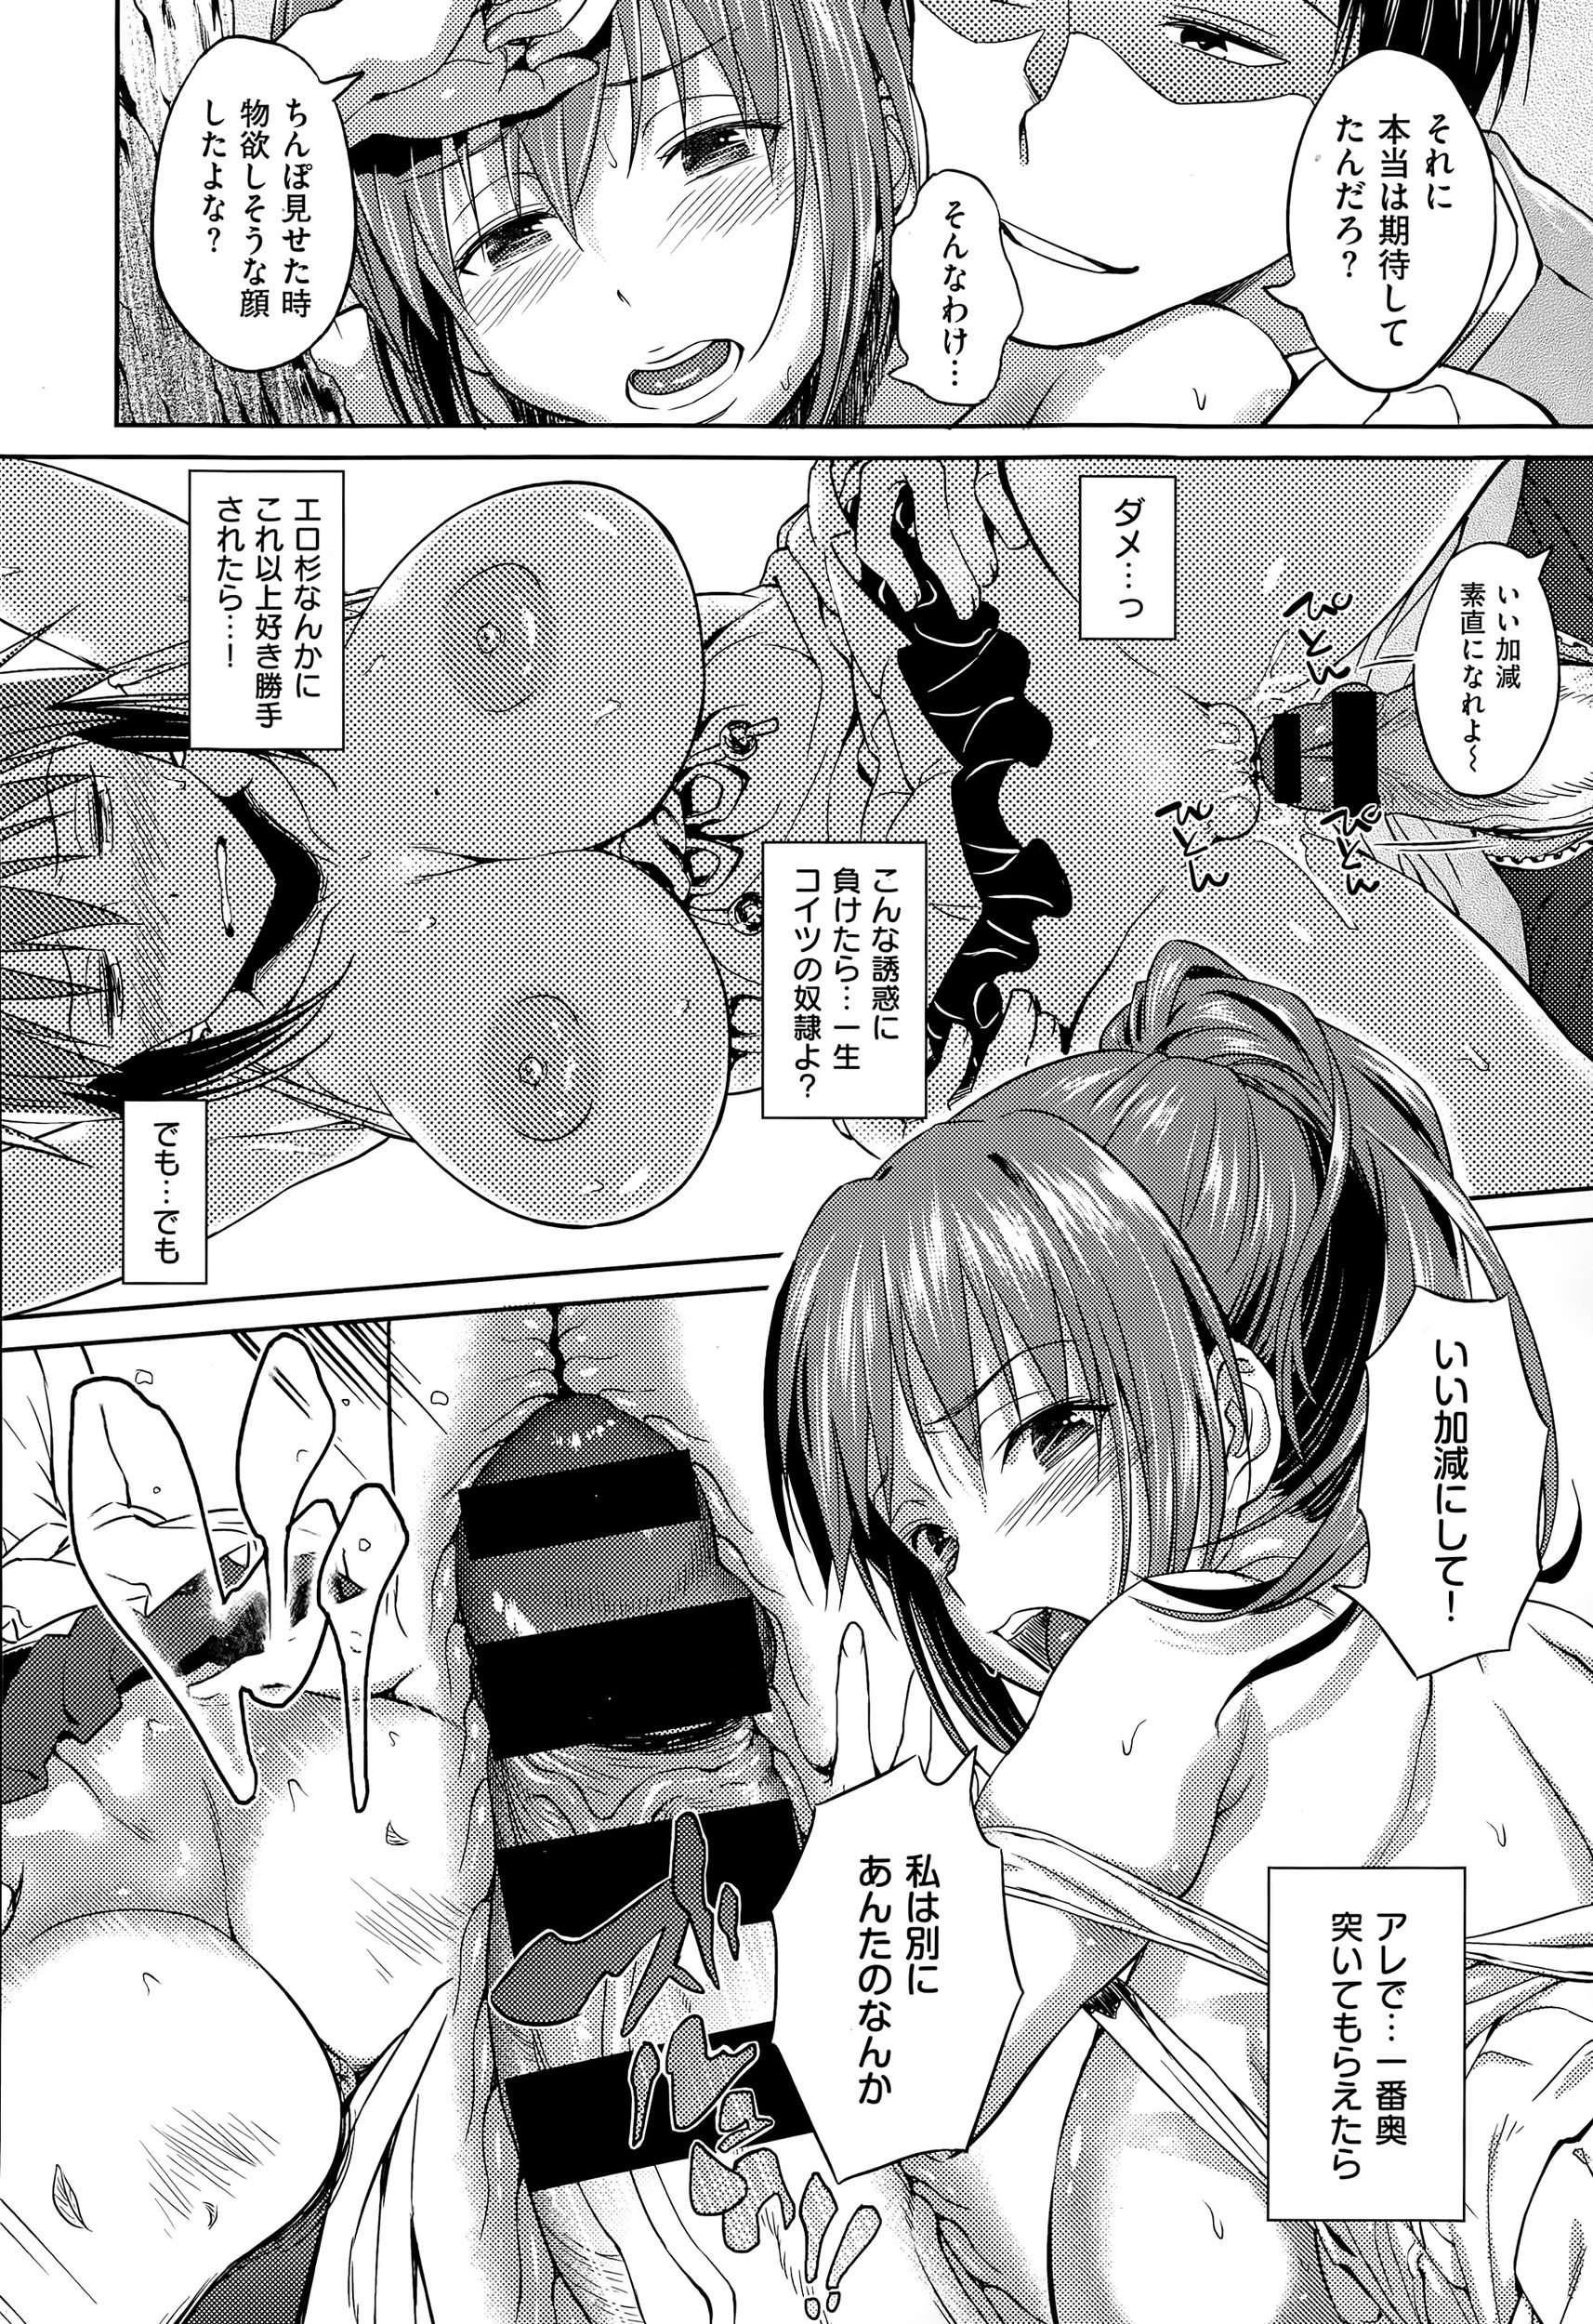 それに
本当は期待して
たんだろ？
そんなわけ…
ちんぽ見せた時
物欲しそうな顔
したよな？
いい加減
素直になれよ～
ダメ…っ
ぴとん
ぴとん
ぴとん
エロ杉なんかに
これ以上好き勝手
されたら…！
こんな誘惑に
負けたら…一生
コイツの奴隷よ？
でも…でも
いい加減にして！
アレで…一番奥
突いてもらえたら
私は別に
あんたのなんか